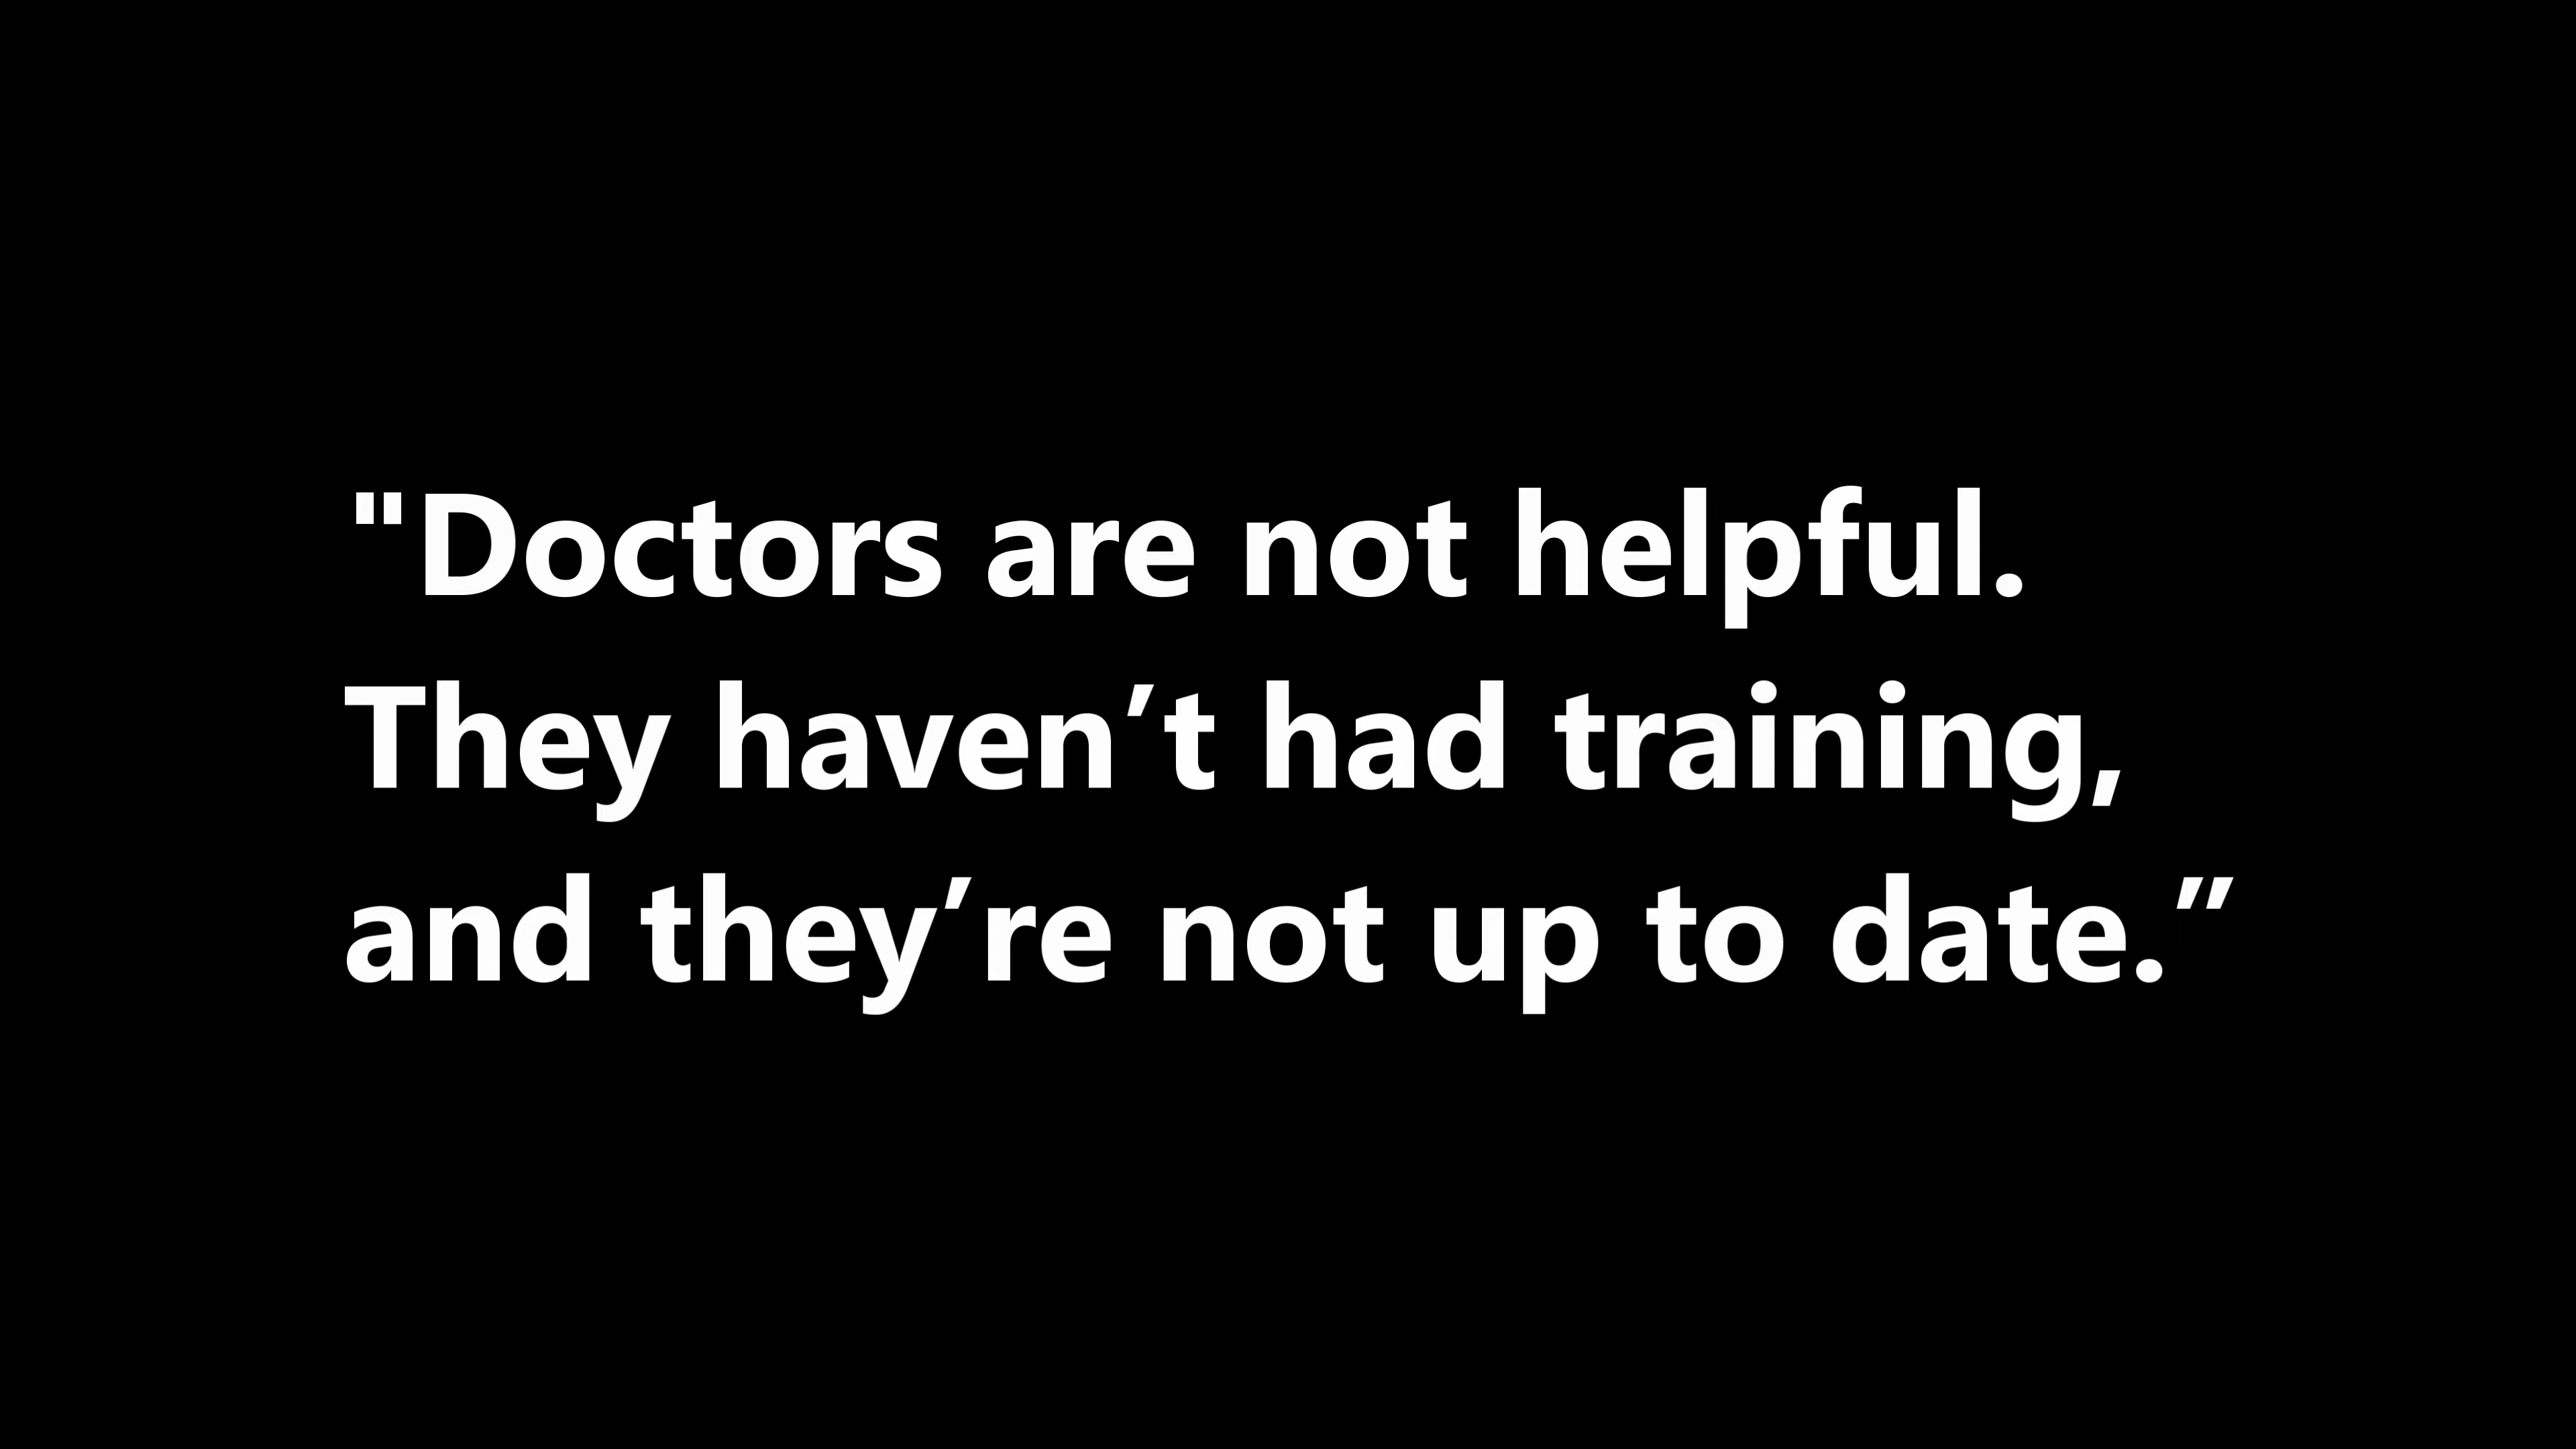 "Doctors are not helpful.
They haven’t had training,
and they’re not up to date.”